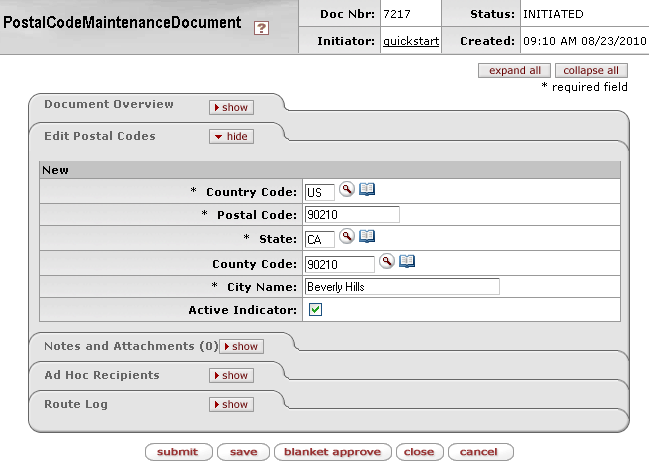 PostalCodeMaintenanceDocument ?
Doc Nbr: 7217 Status: INITIATED
Initiator: quickstart Created: 09:10 AM 08/23/2010
expand all collapse all
* required field
Document Overview show
Edit Postal Codes hide
New
* Country Code: US
* Postal Code: 90210
* State: CA
County Code: 90210
* City Name: Beverly Hills
Active Indicator:
Notes and Attachments (0) show
Ad Hoc Recipients show
Route Log show
submit save blanket approve close cancel